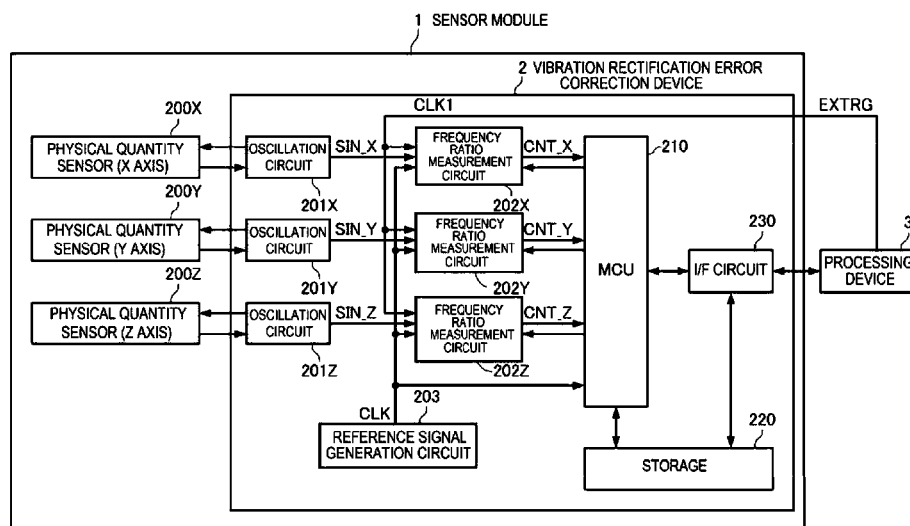 1 SENSOR MODULE
2 VIBRATION RECTIFICATION ERROR
CORRECTION DEVICE
CLK1
EXTRG
200X
PHYSICAL QUANTITY
SENSOR (X AXIS)
OSCILLATION
CIRCUIT
201X
SIN_X
FREQUENCY
RATIO
MEASUREMENT
CIRCUIT
202X
CNT_X
210
200Y
PHYSICAL QUANTITY
SENSOR (Y AXIS)
OSCILLATION
CIRCUIT
201Y
SIN_Y
FREQUENCY
RATIO
MEASUREMENT
CIRCUIT
202Y
CNT_Y
MCU
230
I/F CIRCUIT
3
PROCESSING
DEVICE
200Z
PHYSICAL QUANTITY
SENSOR (Z AXIS)
OSCILLATION
CIRCUIT
201Z
SIN_Z
FREQUENCY
RATIO
MEASUREMENT
CIRCUIT
202Z
CNT_Z
CLK
203
REFERENCE SIGNAL
GENERATION CIRCUIT
220
STORAGE